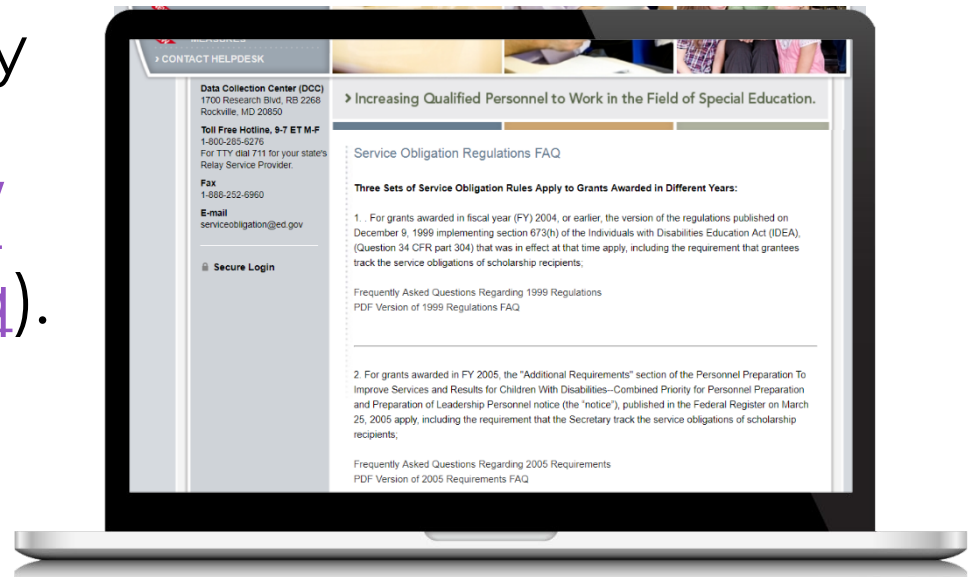 y
).
MEASURES
> CONTACT HELPDESK
Data Collection Center (DCC)
1700 Research Blvd, RB 2268
Rockville, MD 20850
Toll Free Hotline, 9-7 ET M-F
1-800-285-6276
For TTY dial 711 for your state's
Relay Service Provider.
Fax
1-888-252-6960
E-mail
serviceobligation@ed.gov
Secure Login
> Increasing Qualified Personnel to Work in the Field of Special Education.
Service Obligation Regulations FAQ
Three Sets of Service Obligation Rules Apply to Grants Awarded in Different Years:
1. . For grants awarded in fiscal year (FY) 2004, or earlier, the version of the regulations published on
December 9, 1999 implementing section 673(h) of the Individuals with Disabilities Education Act (IDEA),
(Question 34 CFR part 304) that was in effect at that time apply, including the requirement that grantees
track the service obligations of scholarship recipients;
Frequently Asked Questions Regarding 1999 Regulations
PDF Version of 1999 Regulations FAQ
2. For grants awarded in FY 2005, the "Additional Requirements" section of the Personnel Preparation To
Improve Services and Results for Children With Disabilities--Combined Priority for Personnel Preparation
and Preparation of Leadership Personnel notice (the "notice"), published in the Federal Register on March
25, 2005 apply, including the requirement that the Secretary track the service obligations of scholarship
recipients;
Frequently Asked Questions Regarding 2005 Requirements
PDF Version of 2005 Requirements FAQ